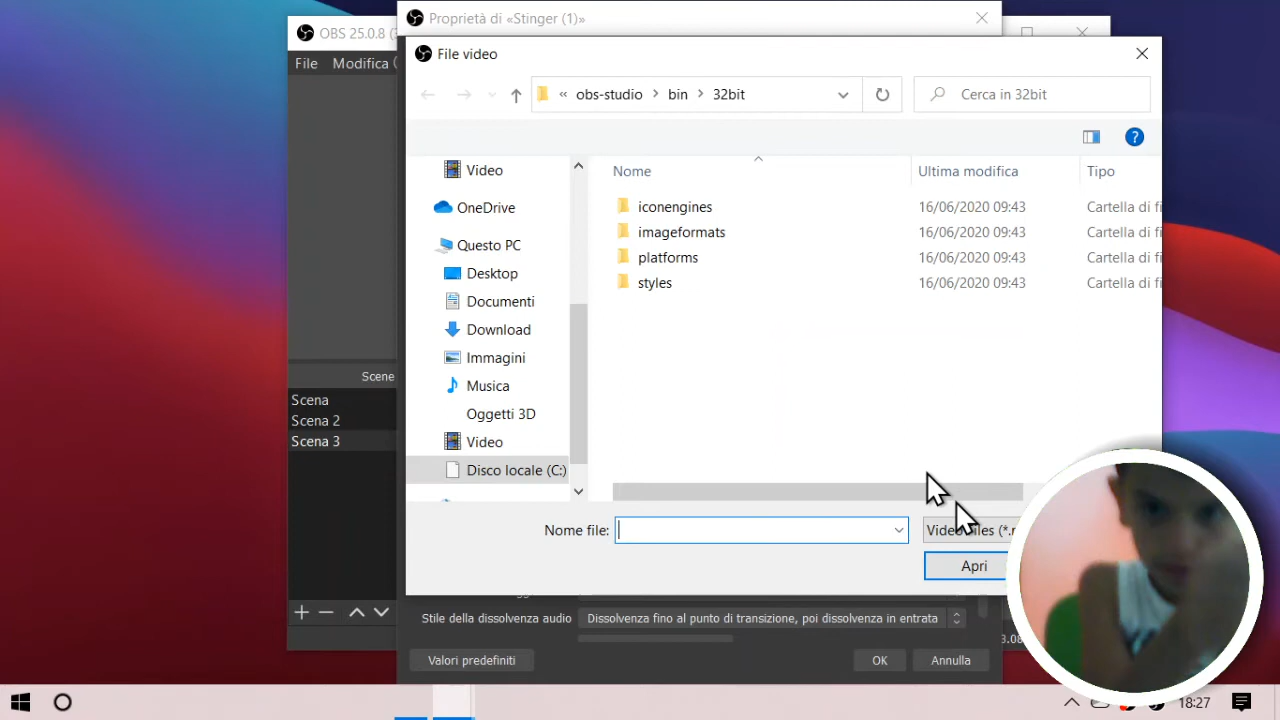 Proprietà di «Stinger (1)»
OBS 25.0.8 (
File Modifica (
File video
« obs-studio > bin > 32bit
Cerca in 32bit
Nome Ultima modifica Tipo
iconengines 16/06/2020 09:43 Cartella di fi
imageformats 16/06/2020 09:43 Cartella di fi
platforms 16/06/2020 09:43 Cartella di fi
styles 16/06/2020 09:43 Cartella di fi
Video
OneDrive
Questo PC
Desktop
Documenti
Download
Immagini
Musica
Oggetti 3D
Video
Disco locale (C:)
Scene
Scena
Scena 2
Scena 3
Nome file:
Apri
Stile della dissolvenza audio Dissolvenza fino al punto di transizione, poi dissolvenza in entrata
Valori predefiniti OK Annulla
18:27